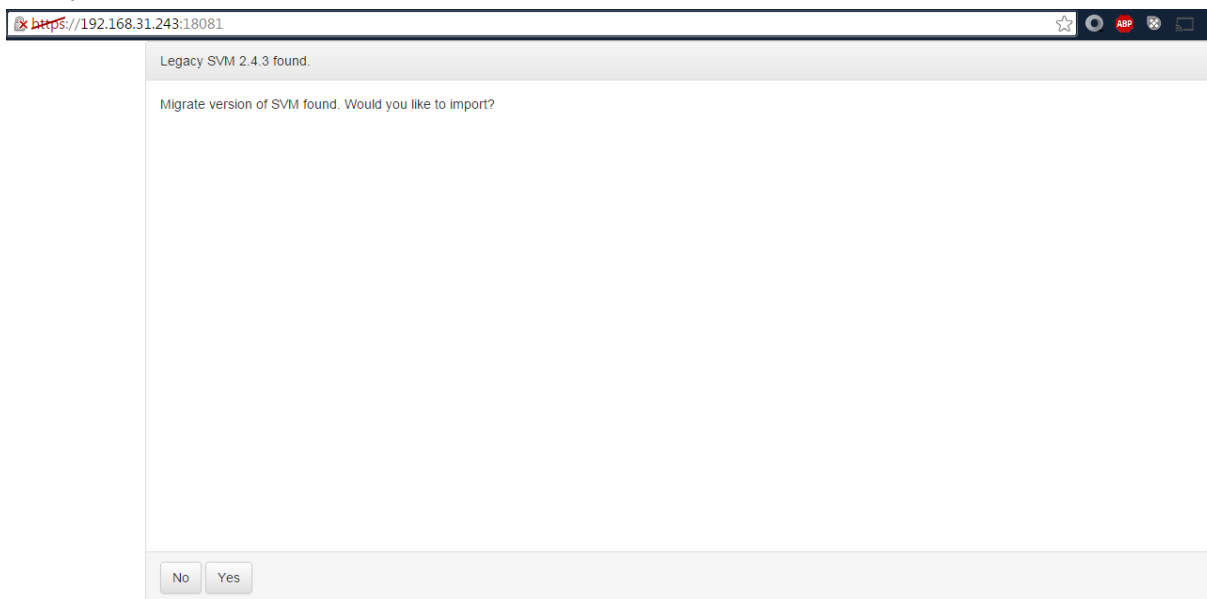 https://192.168.31.243:18081
ABP
Legacy SVM 2.4.3 found.
Migrate version of SVM found. Would you like to import?
No Yes